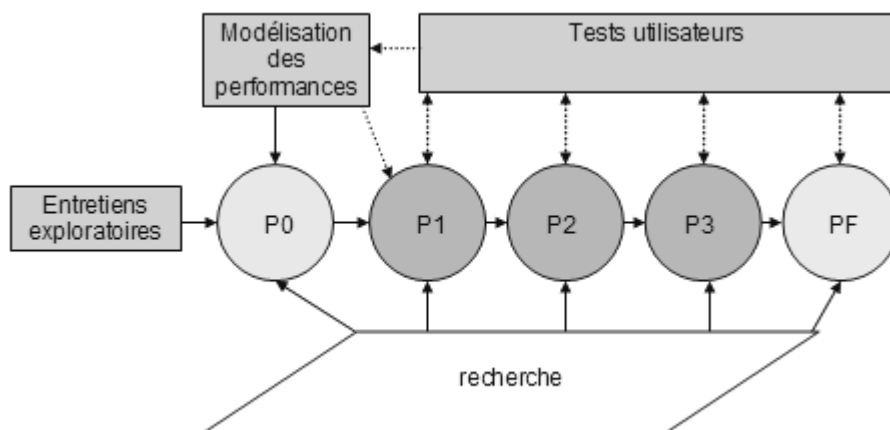 Modélisation
des
performances
Tests utilisateurs
Entretiens
exploratoires
P0
P1
P2
P3
PF
recherche